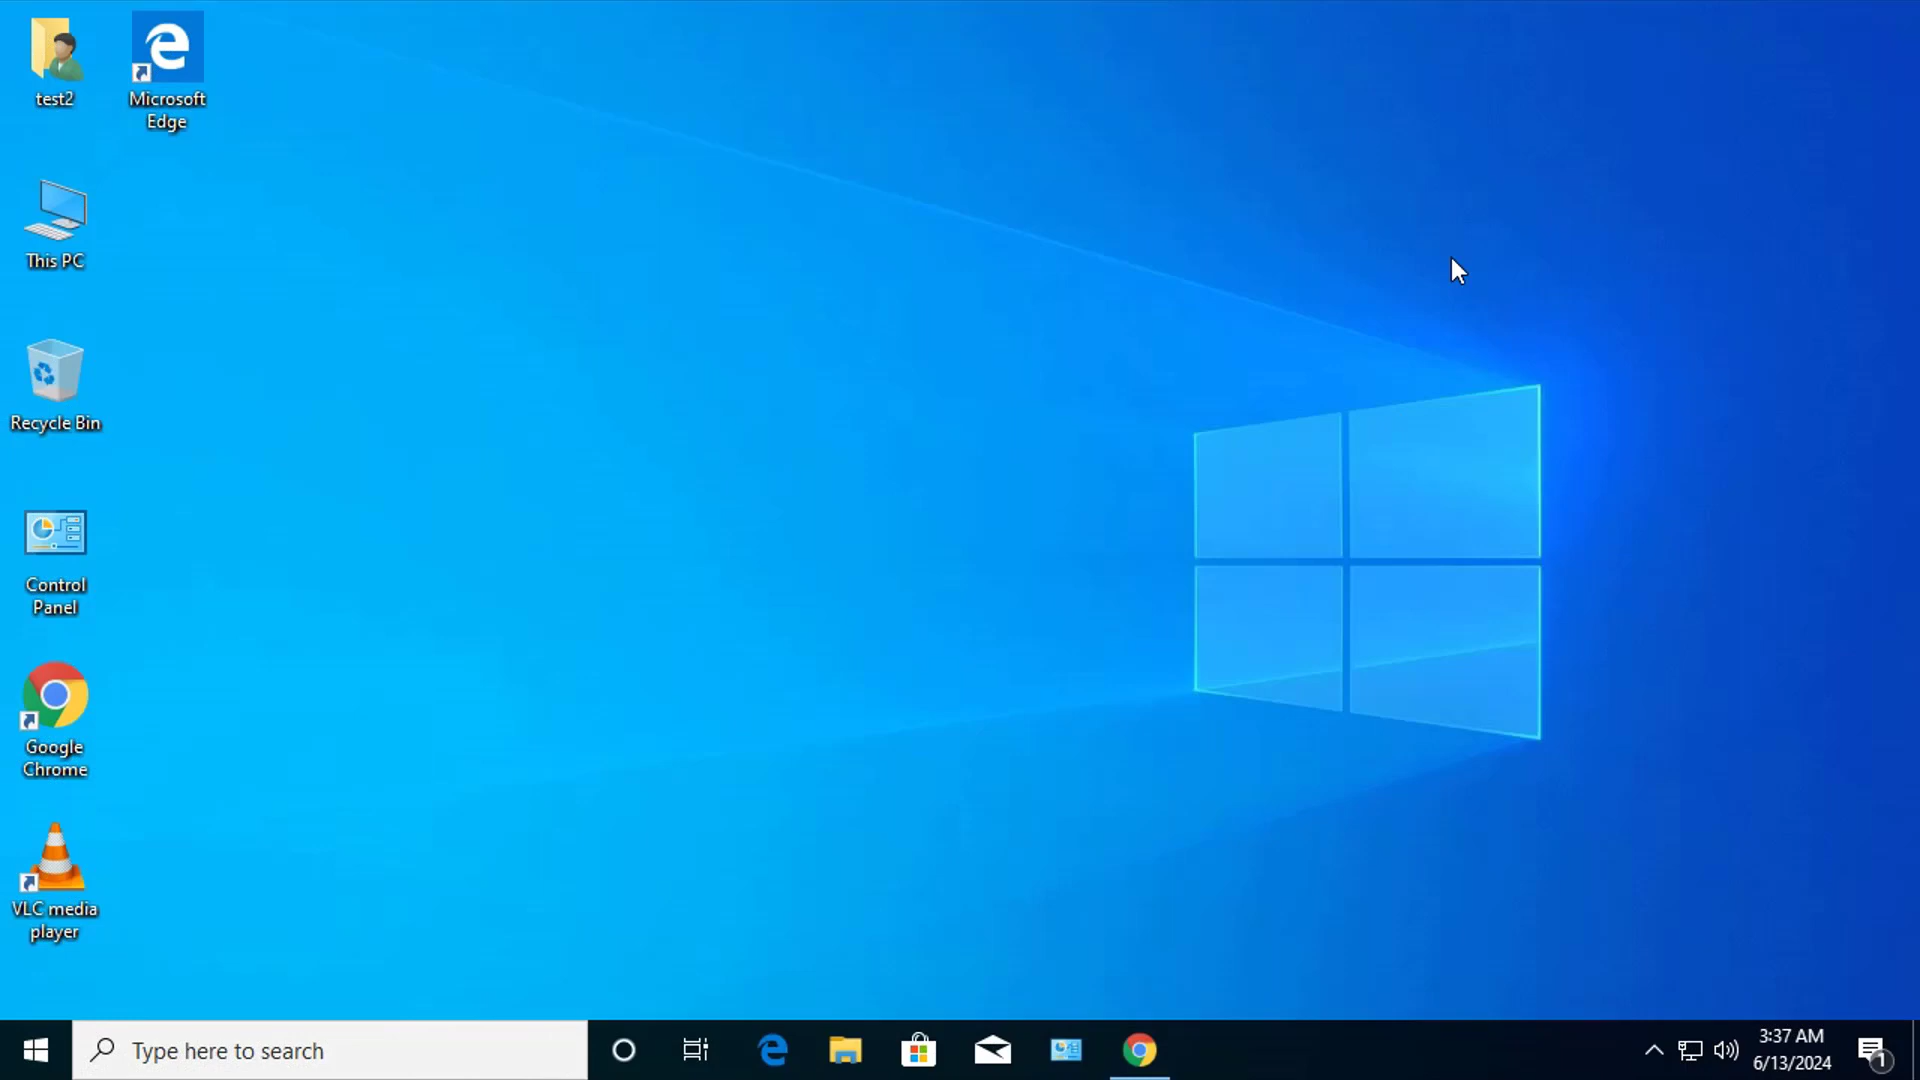 test2
Microsoft
Edge
This PC
Recycle Bin
Control
Panel
Google
Chrome
VLC media
player
Type here to search
3:37 AM
6/13/2024
1